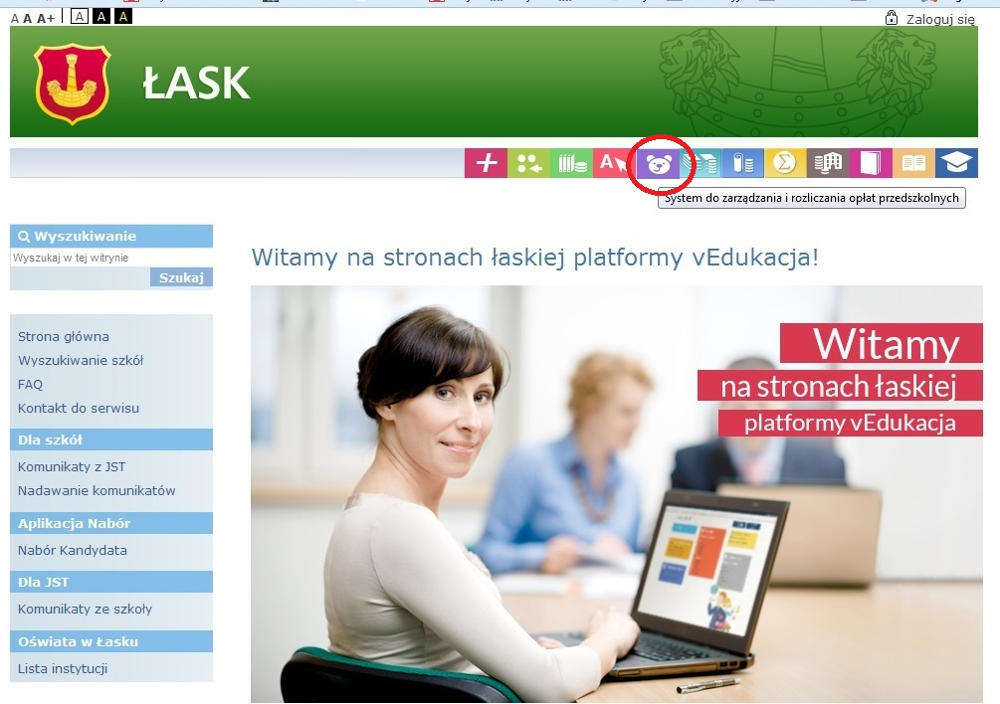 A A A+ A A A
Zaloguj się
ŁASK
A
Σ
System do zarządzania i rozliczania opłat przedszkolnych
Wyszukiwanie
Wyszukaj w tej witrynie
Szukaj
Strona główna
Wyszukiwanie szkół
FAQ
Kontakt do serwisu
Dla szkół
Komunikaty z JST
Nadawanie komunikatów
Aplikacja Nabór
Nabór Kandydata
Dla JST
Komunikaty ze szkoły
Oświata w Łasku
Lista instytucji
Witamy na stronach łaskiej platformy vEdukacja!
Witamy
na stronach łaskiej
platformy vEdukacja